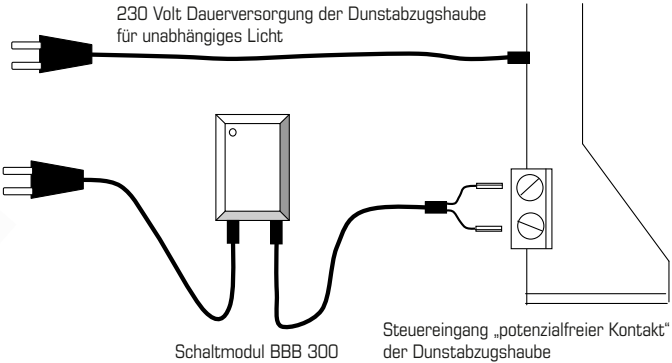 230 Volt Dauerversorgung der Dunstabzugshaube
für unabhängiges Licht
Schaltmodul BBB 300
Steuereingang „potenzialfreier Kontakt“
der Dunstabzugshaube